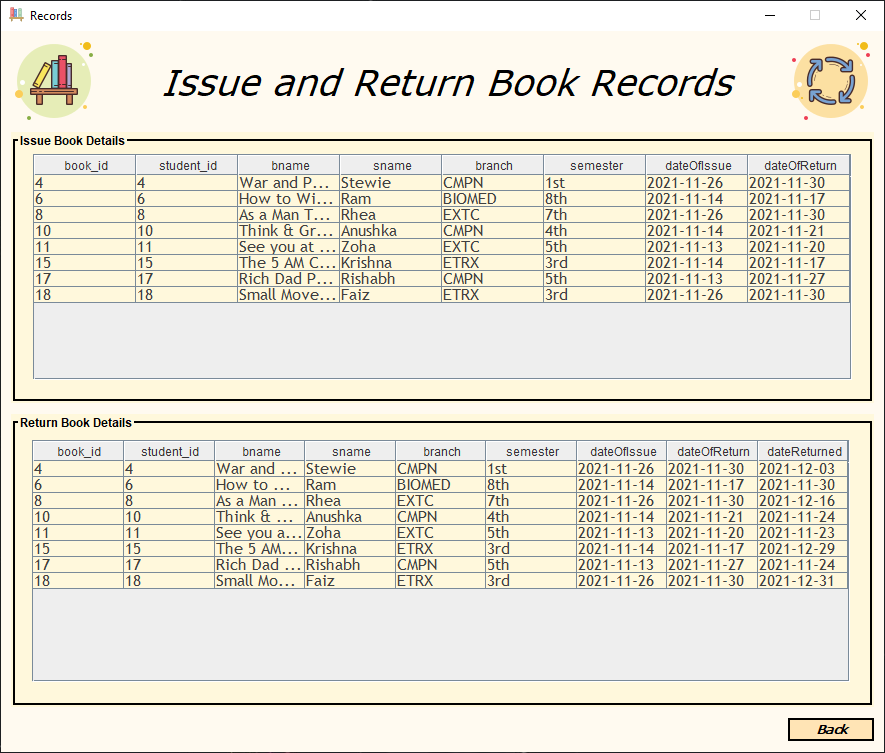 Records
Issue and Return Book Records
Issue Book Details
book_id student_id bname sname branch semester dateOfIssue dateOfReturn
4 4 War and P... Stewie CMPN 1st 2021-11-26 2021-11-30
6 6 How to Wi... Ram BIOMED 8th 2021-11-14 2021-11-17
8 8 As a Man T... Rhea EXTC 7th 2021-11-26 2021-11-30
10 10 Think & Gr... Anushka CMPN 4th 2021-11-14 2021-11-21
11 11 See you at ... Zoha EXTC 5th 2021-11-13 2021-11-20
15 15 The 5 AM C... Krishna ETRX 3rd 2021-11-14 2021-11-17
17 17 Rich Dad P... Rishabh CMPN 5th 2021-11-13 2021-11-27
18 18 Small Move... Faiz ETRX 3rd 2021-11-26 2021-11-30
Return Book Details
book_id student_id bname sname branch semester dateOfIssue dateOfReturn dateReturned
4 4 War and ... Stewie CMPN 1st 2021-11-26 2021-11-30 2021-12-03
6 6 How to ... Ram BIOMED 8th 2021-11-14 2021-11-17 2021-11-30
8 8 As a Man ... Rhea EXTC 7th 2021-11-26 2021-11-30 2021-12-16
10 10 Think & ... Anushka CMPN 4th 2021-11-14 2021-11-21 2021-11-24
11 11 See you a... Zoha EXTC 5th 2021-11-13 2021-11-20 2021-11-23
15 15 The 5 AM... Krishna ETRX 3rd 2021-11-14 2021-11-17 2021-12-29
17 17 Rich Dad ... Rishabh CMPN 5th 2021-11-13 2021-11-27 2021-11-24
18 18 Small Mo... Faiz ETRX 3rd 2021-11-26 2021-11-30 2021-12-31
Back